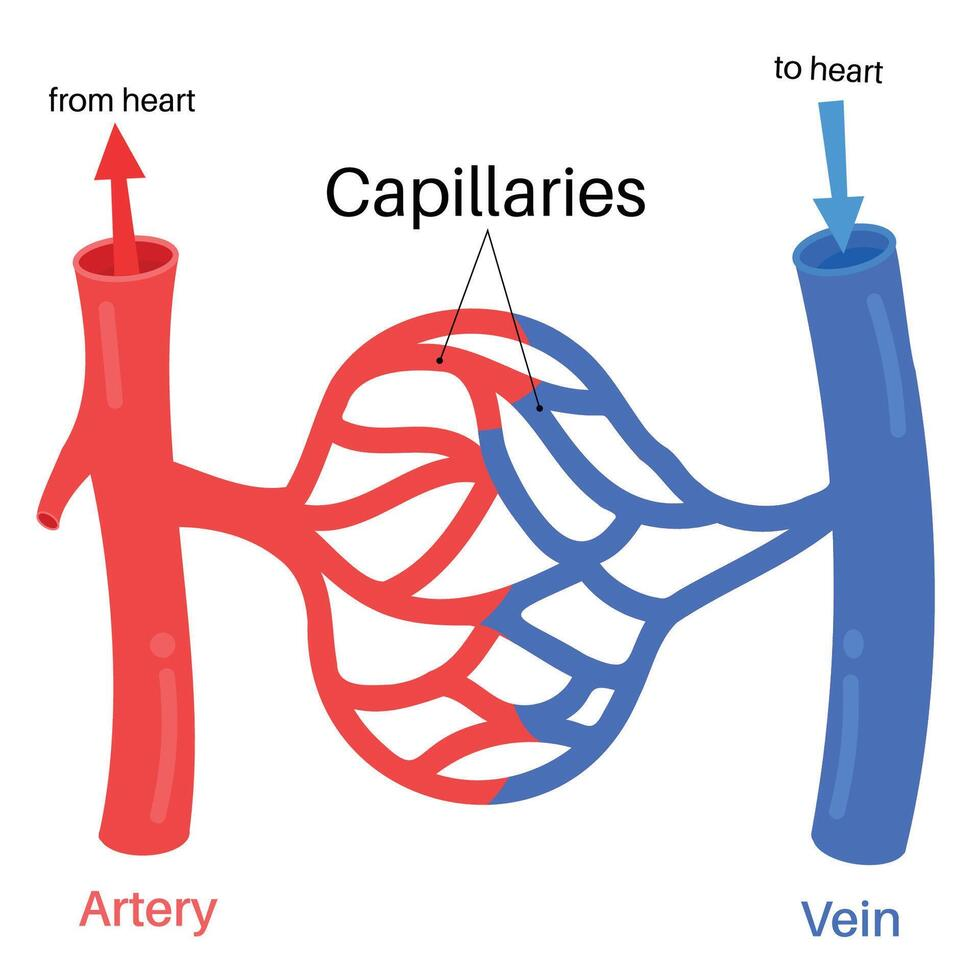 from heart
to heart
Capillaries
Artery
Vein